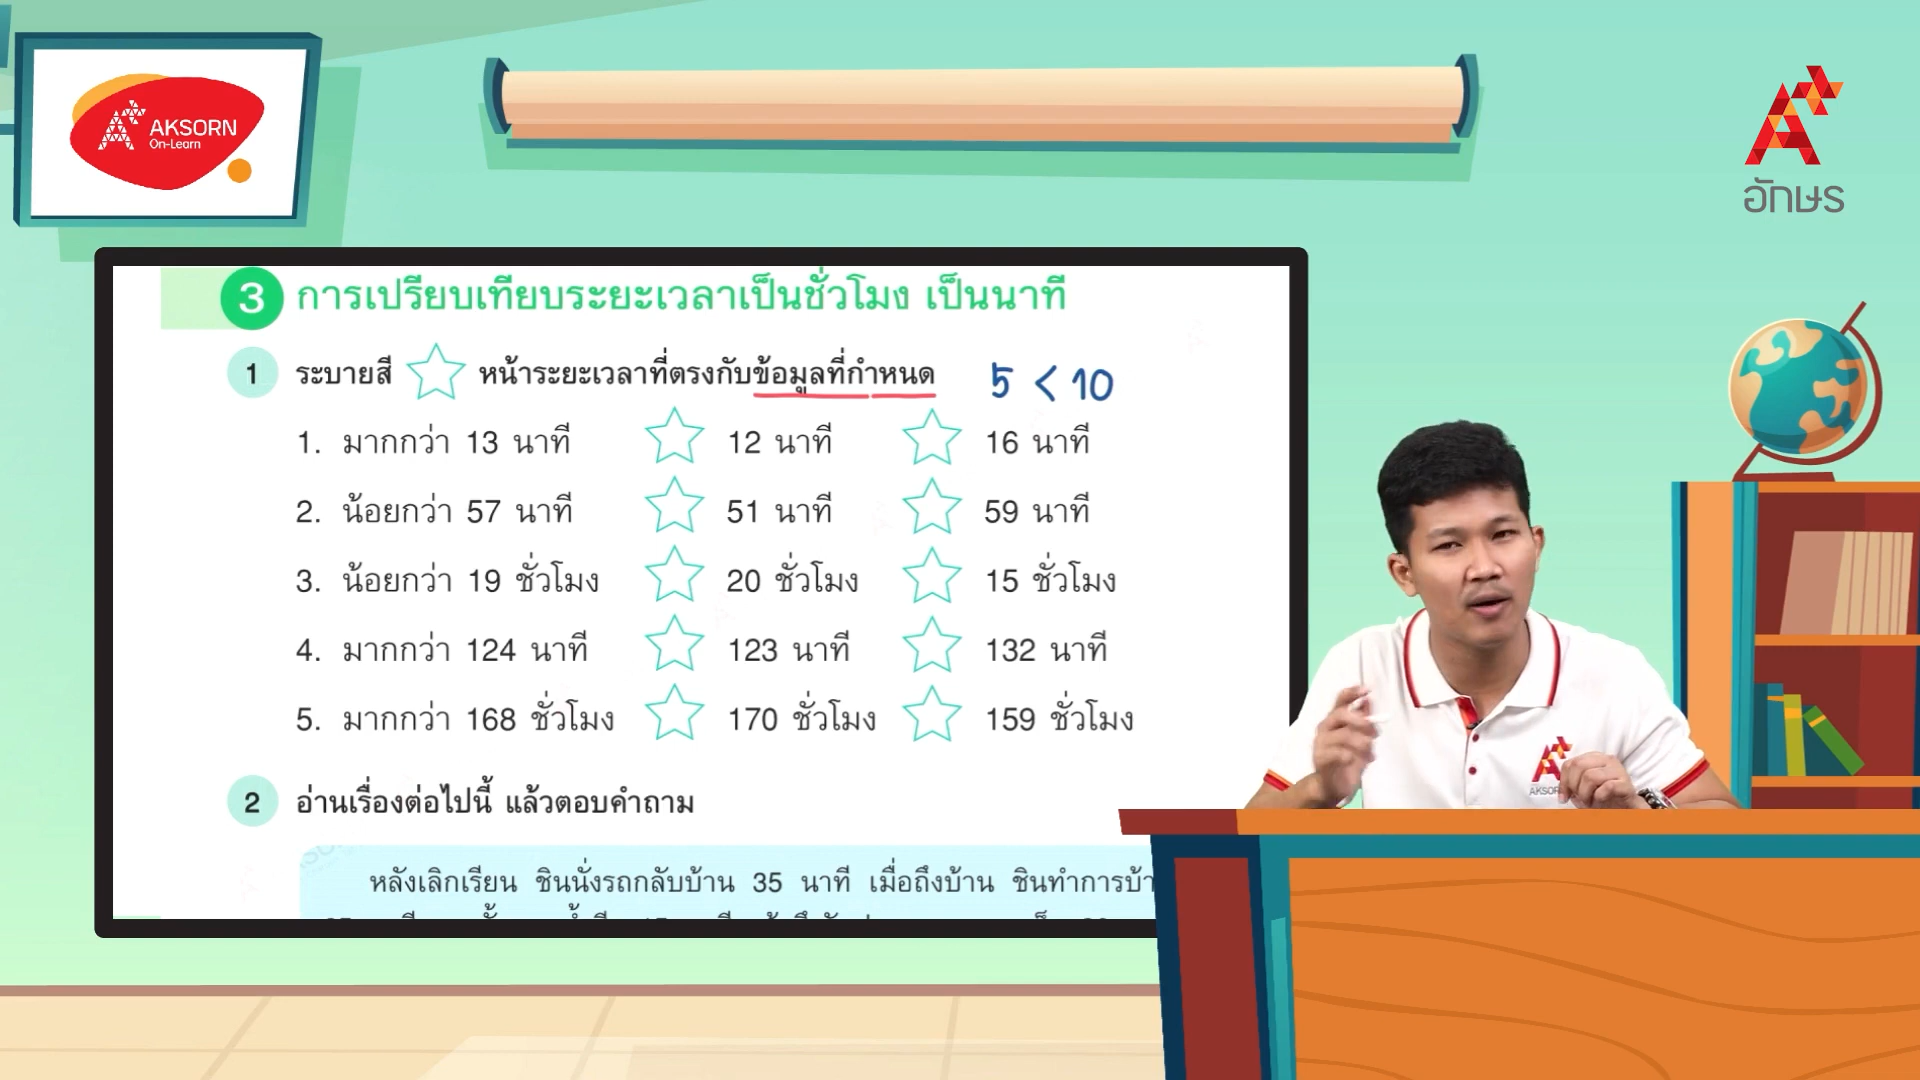 AKSORN
On-Learn
อักษร
3 การเปรียบเทียบระยะเวลาเป็นชั่วโมง เป็นนาที
1 ระบายสี หน้าระยะเวลาที่ตรงกับข้อมูลที่กำหนด 5 < 10
1. มากกว่า 13 นาที 12 นาที 16 นาที
2. น้อยกว่า 57 นาที 51 นาที 59 นาที
3. น้อยกว่า 19 ชั่วโมง 20 ชั่วโมง 15 ชั่วโมง
4. มากกว่า 124 นาที 123 นาที 132 นาที
5. มากกว่า 168 ชั่วโมง 170 ชั่วโมง 159 ชั่วโมง
2 อ่านเรื่องต่อไปนี้ แล้วตอบคำถาม
หลังเลิกเรียน ชินนั่งรถกลับบ้าน 35 นาที เมื่อถึงบ้าน ชินทำการบ้า